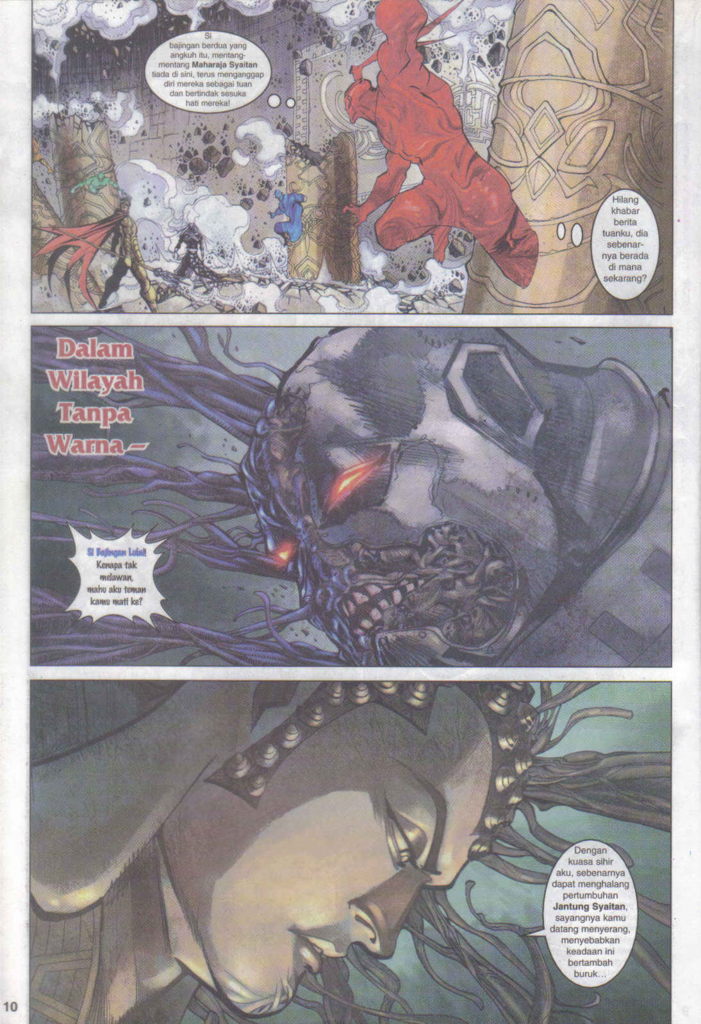 Si
bajingan berdua yang
angkuh itu, mentang-
mentang Maharaja Syaitan
tiada di sini, terus menganggap
diri mereka sebagai tuan
dan bertindak sesuka
hati mereka!
Hilang
khabar
berita
tuanku, dia
sebenar-
nya berada
di mana
sekarang?
Dalam
Wilayah
Tanpa
Warna –
Si Bajingan Luini!
Kenapa tak
melawan,
mahu aku teman
kamu mati ke?
Dengan
kuasa sihir
aku, sebenarnya
dapat menghalang
pertumbuhan
Jantung Syaitan,
sayangnya kamu
datang menyerang,
menyebabkan
keadaan ini
bertambah
buruk...
10